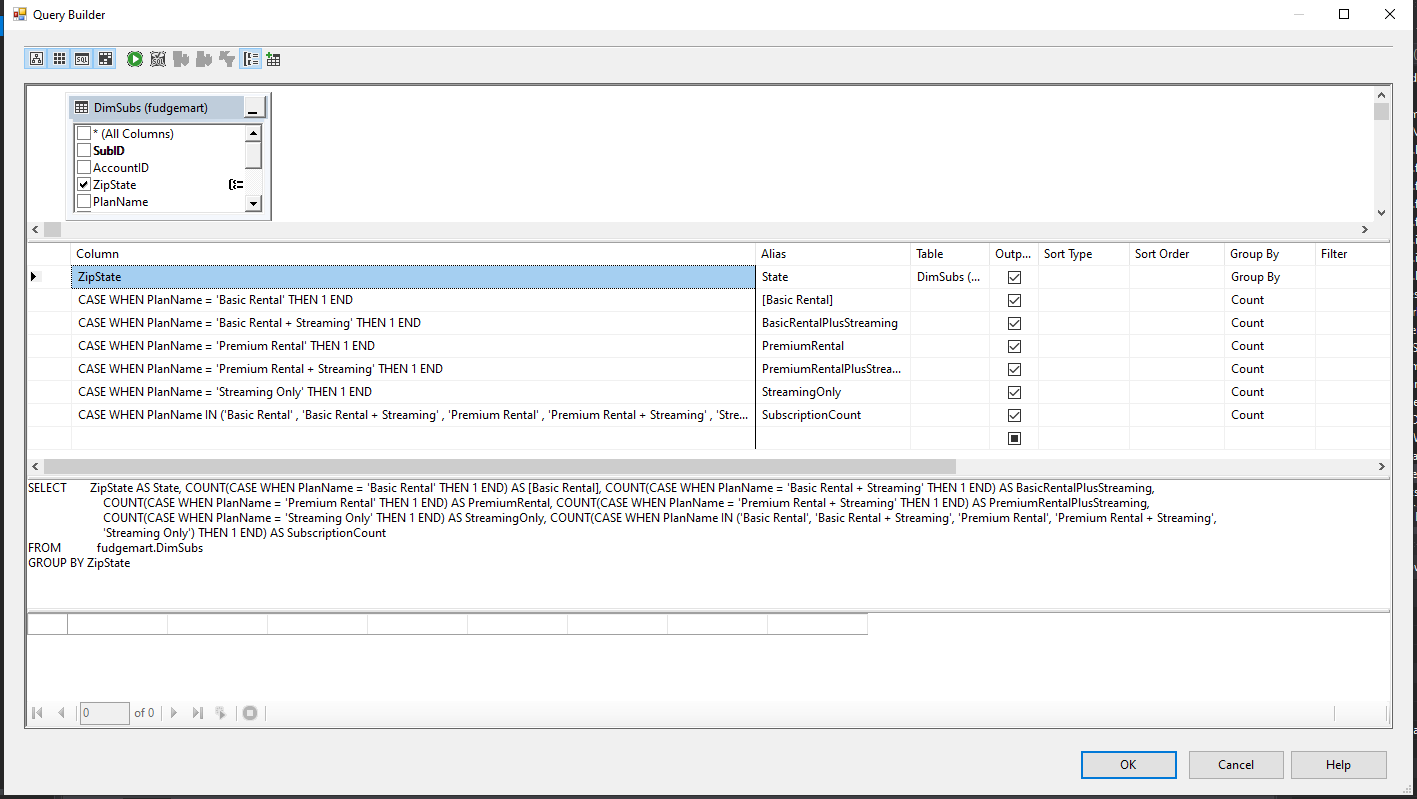 Query Builder
DimSubs (fudgemart)
* (All Columns)
SubID
AccountID
ZipState
PlanName
Column Alias Table Outp... Sort Type Sort Order Group By Filter
ZipState State DimSubs (... Group By
CASE WHEN PlanName = 'Basic Rental' THEN 1 END [Basic Rental] Count
CASE WHEN PlanName = 'Basic Rental + Streaming' THEN 1 END BasicRentalPlusStreaming Count
CASE WHEN PlanName = 'Premium Rental' THEN 1 END PremiumRental Count
CASE WHEN PlanName = 'Premium Rental + Streaming' THEN 1 END PremiumRentalPlusStrea... Count
CASE WHEN PlanName = 'Streaming Only' THEN 1 END StreamingOnly Count
CASE WHEN PlanName IN ('Basic Rental' , 'Basic Rental + Streaming' , 'Premium Rental' , 'Premium Rental + Streaming' , 'Stre... SubscriptionCount Count
SELECT ZipState AS State, COUNT(CASE WHEN PlanName = 'Basic Rental' THEN 1 END) AS [Basic Rental], COUNT(CASE WHEN PlanName = 'Basic Rental + Streaming' THEN 1 END) AS BasicRentalPlusStreaming,
COUNT(CASE WHEN PlanName = 'Premium Rental' THEN 1 END) AS PremiumRental, COUNT(CASE WHEN PlanName = 'Premium Rental + Streaming' THEN 1 END) AS PremiumRentalPlusStreaming,
COUNT(CASE WHEN PlanName = 'Streaming Only' THEN 1 END) AS StreamingOnly, COUNT(CASE WHEN PlanName IN ('Basic Rental', 'Basic Rental + Streaming', 'Premium Rental', 'Premium Rental + Streaming',
'Streaming Only') THEN 1 END) AS SubscriptionCount
FROM fudgemart.DimSubs
GROUP BY ZipState
0 of 0
OK Cancel Help